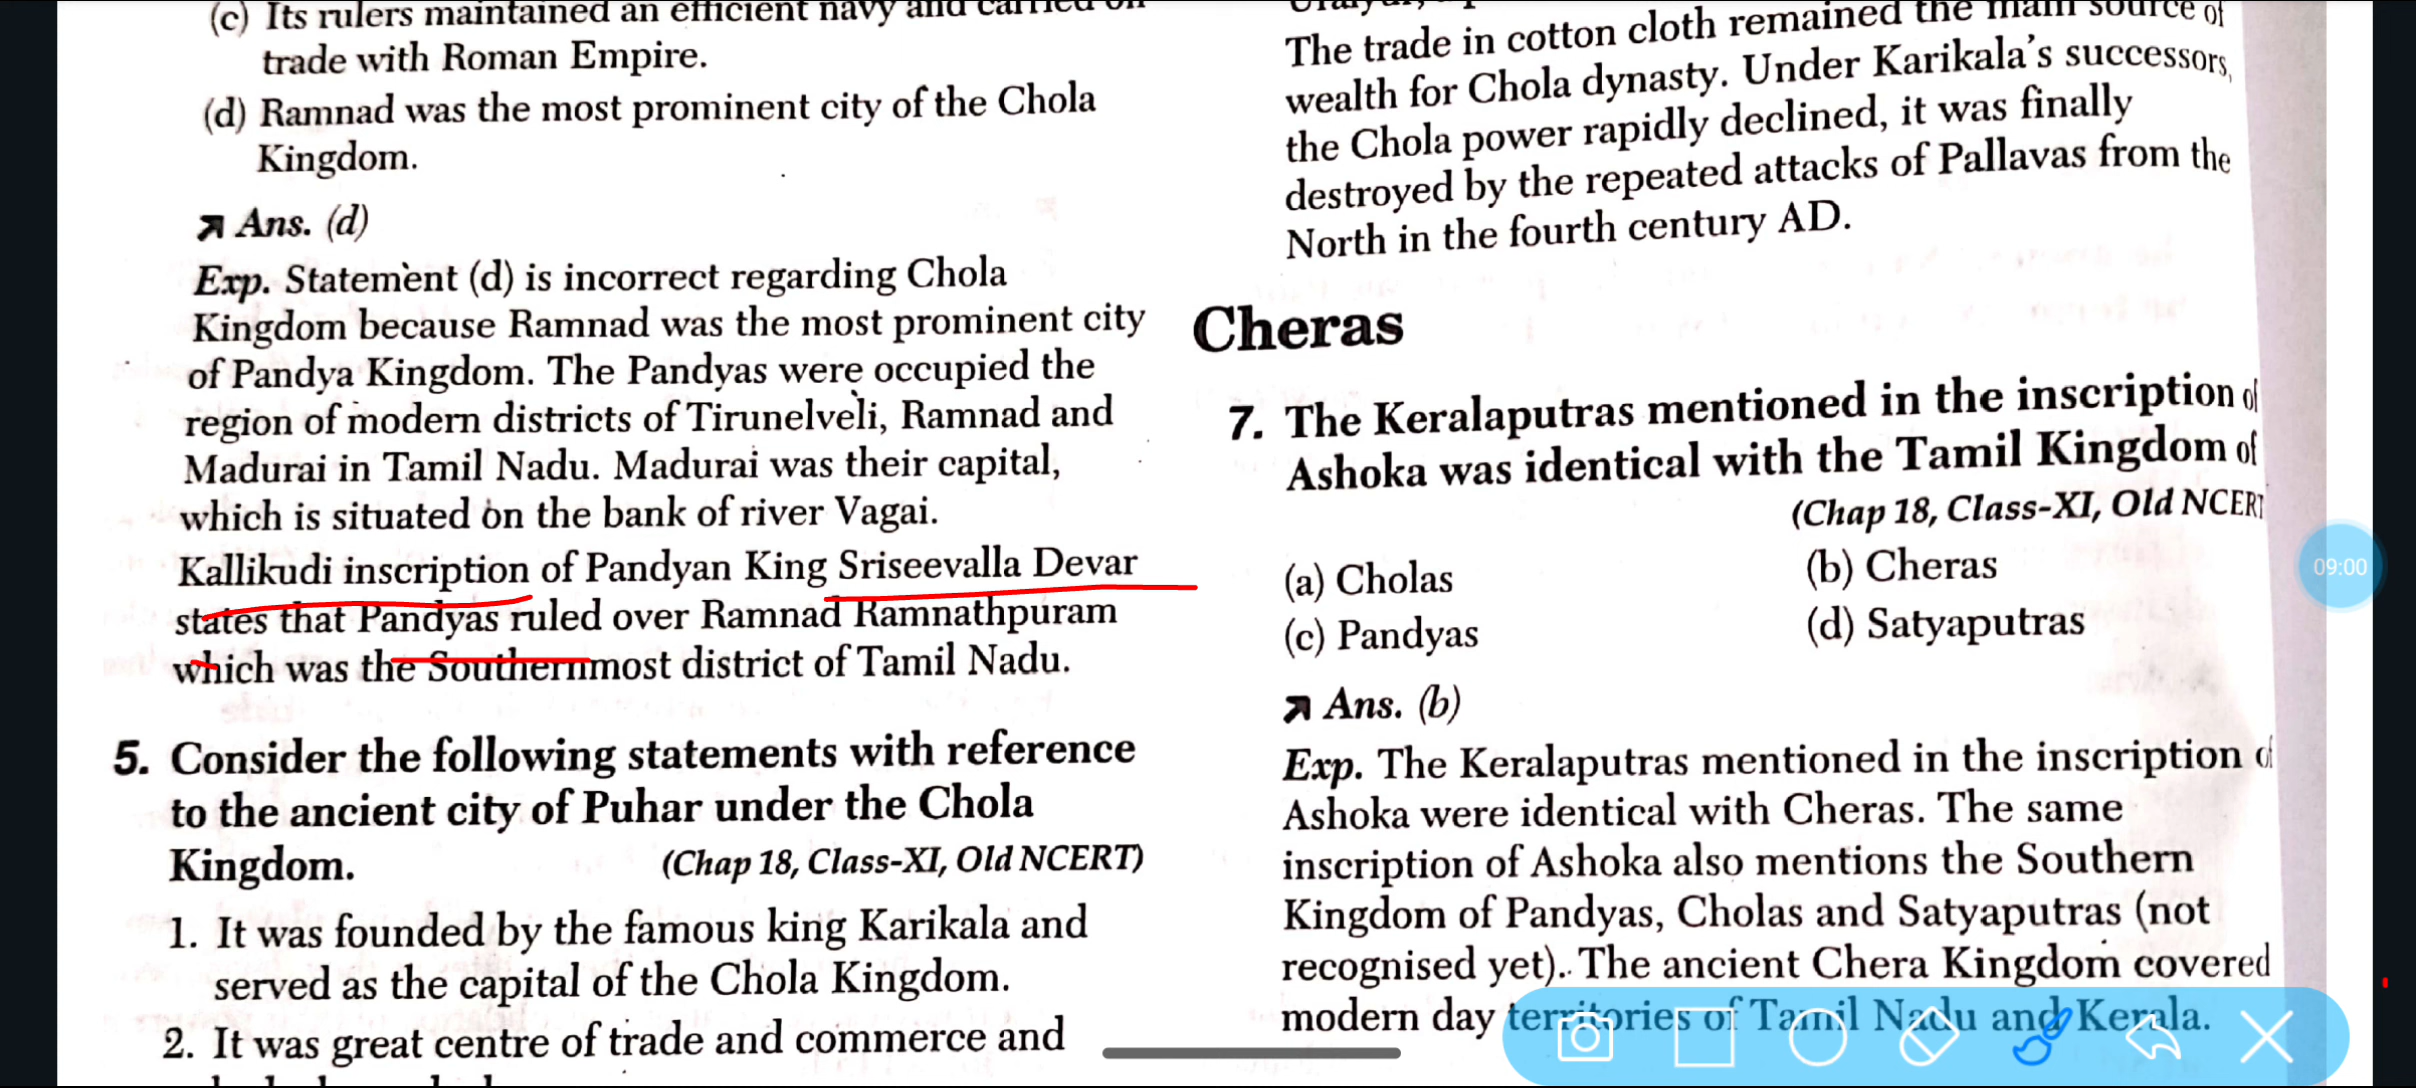 (c) Its rulers maintained an efficient navy and carried on
trade with Roman Empire.
(d) Ramnad was the most prominent city of the Chola
Kingdom.
Ans. (d)
Exp. Statement (d) is incorrect regarding Chola
Kingdom because Ramnad was the most prominent city
of Pandya Kingdom. The Pandyas were occupied the
region of modern districts of Tirunelveli, Ramnad and
Madurai in Tamil Nadu. Madurai was their capital,
which is situated on the bank of river Vagai.
Kallikudi inscription of Pandyan King Sriseevalla Devar
states that Pandyas ruled over Ramnad Ramnathpuram
which was the Southernmost district of Tamil Nadu.
5. Consider the following statements with reference
to the ancient city of Puhar under the Chola
Kingdom. (Chap 18, Class-XI, Old NCERT)
1. It was founded by the famous king Karikala and
served as the capital of the Chola Kingdom.
2. It was great centre of trade and commerce and
The trade in cotton cloth remained the main source of
wealth for Chola dynasty. Under Karikala's successors,
the Chola power rapidly declined, it was finally
destroyed by the repeated attacks of Pallavas from the
North in the fourth century AD.
Cheras
7. The Keralaputras mentioned in the inscription of
Ashoka was identical with the Tamil Kingdom of
(Chap 18, Class-XI, Old NCERT
(a) Cholas (b) Cheras
(c) Pandyas (d) Satyaputras
Ans. (b)
Exp. The Keralaputras mentioned in the inscription of
Ashoka were identical with Cheras. The same
inscription of Ashoka also mentions the Southern
Kingdom of Pandyas, Cholas and Satyaputras (not
recognised yet). The ancient Chera Kingdom covered
modern day territories of Tamil Nadu and Kerala.
09:00